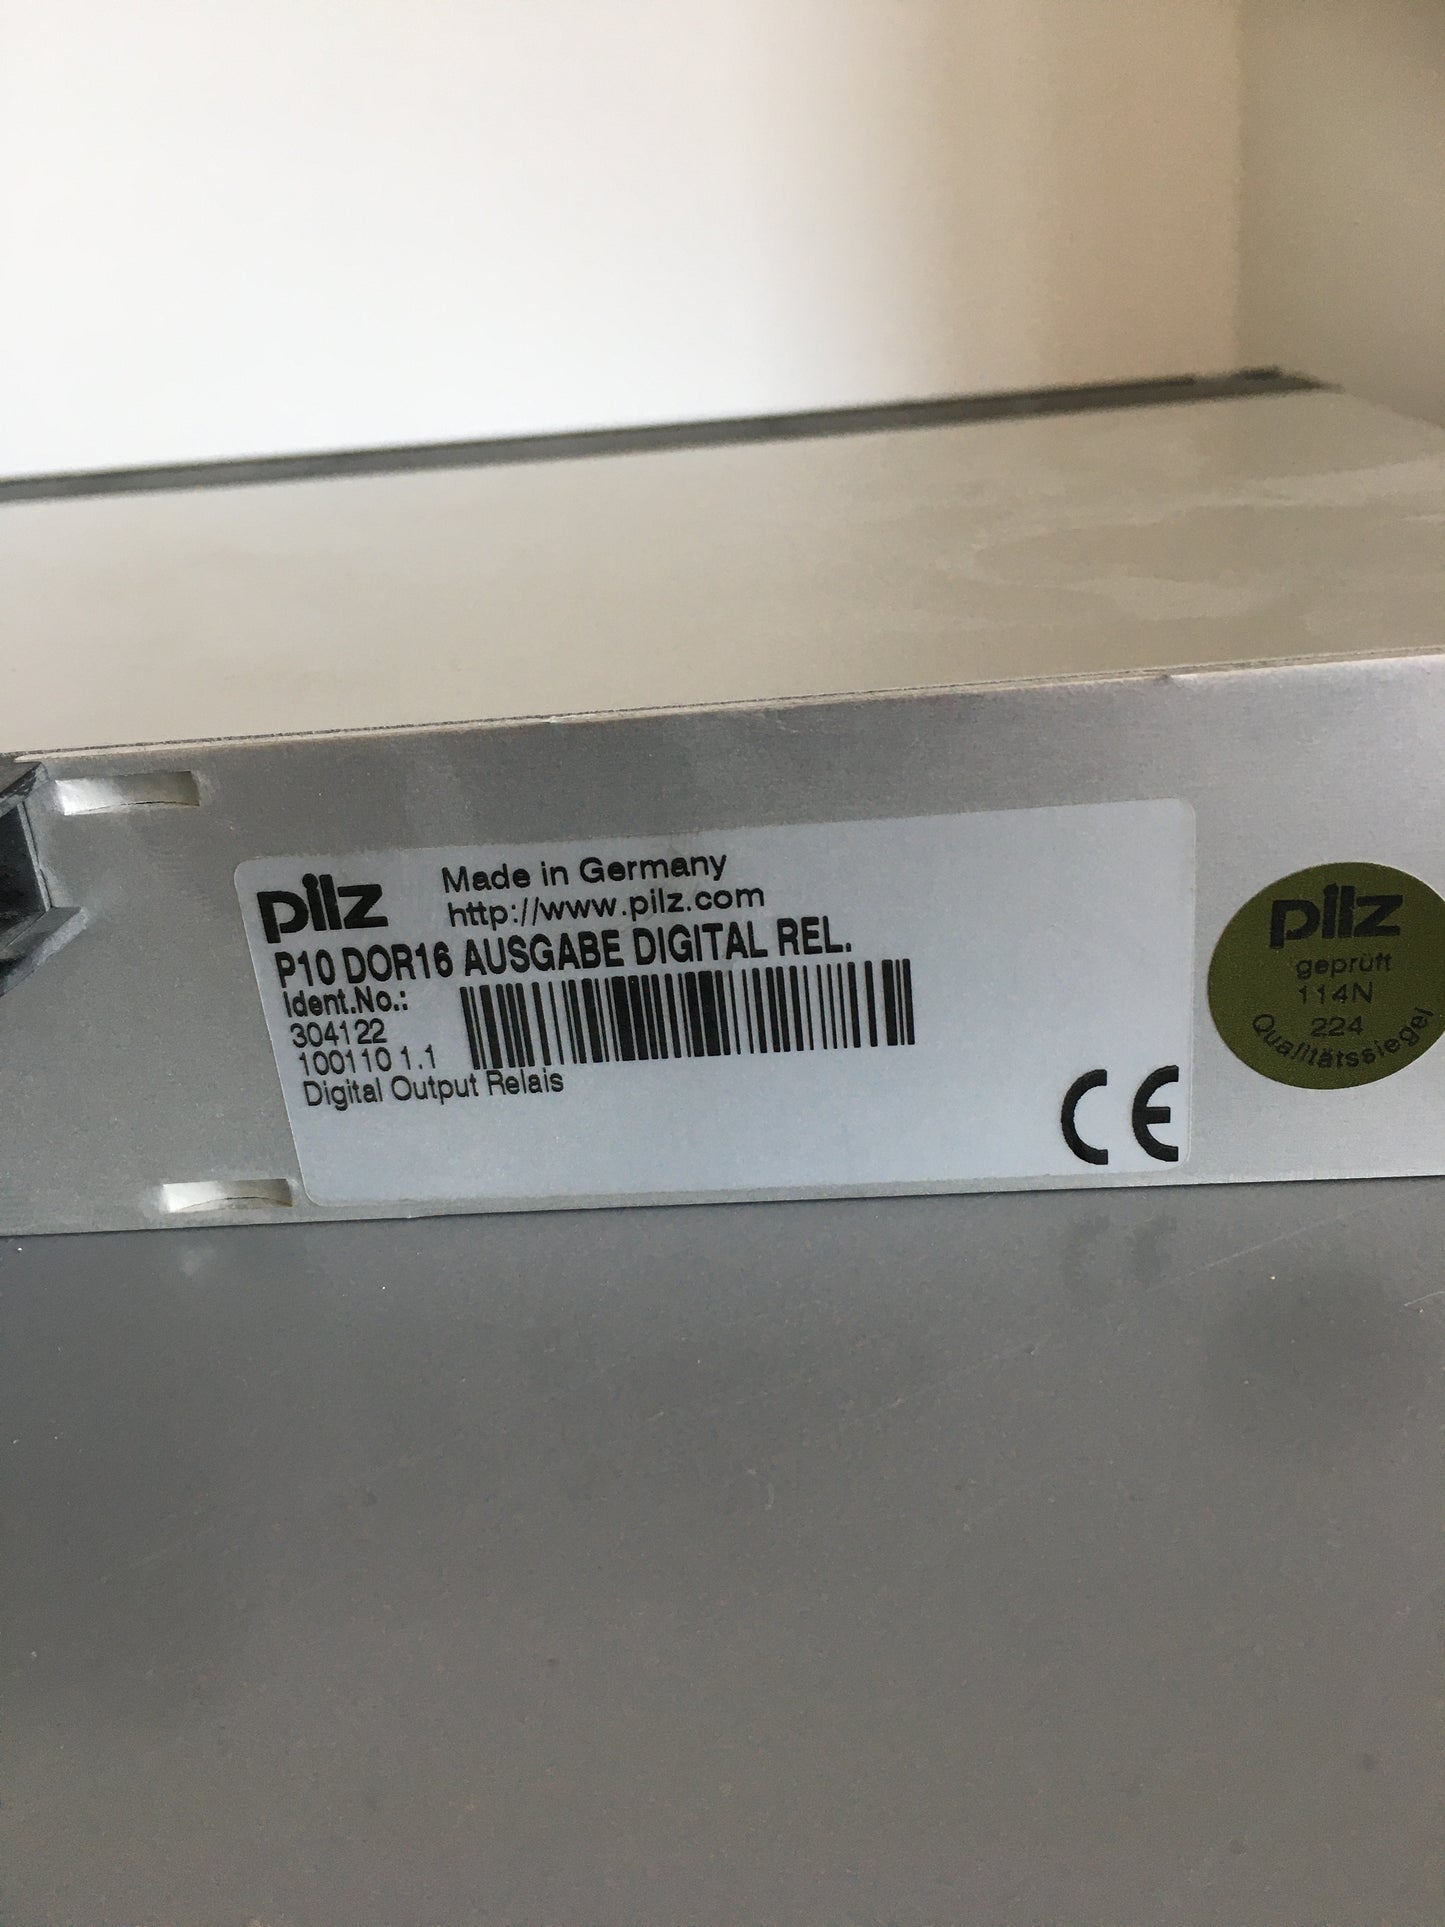 pilz
Made in Germany
http://www.pilz.com
P10 DOR16 AUSGABE DIGITAL REL.
Ident.No.:
304122
100110 1.1
Digital Output Relais
CE
pilz
geprüft
114N
224
Qualitätssiegel